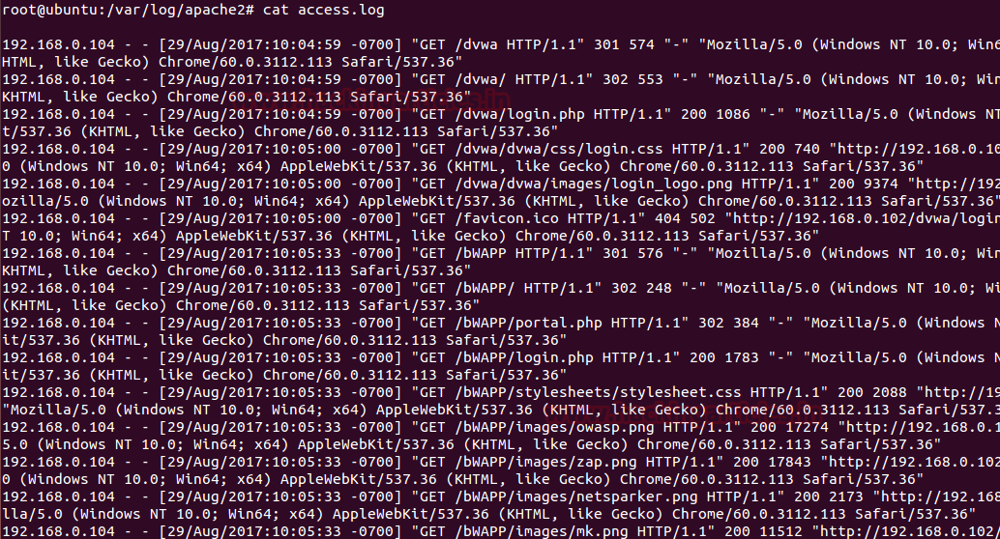 root@ubuntu:/var/log/apache2# cat access.log
192.168.0.104 - - [29/Aug/2017:10:04:59 -0700] "GET /dvwa HTTP/1.1" 301 574 "-" "Mozilla/5.0 (Windows NT 10.0; Win6
HTML, like Gecko) Chrome/60.0.3112.113 Safari/537.36"
192.168.0.104 - - [29/Aug/2017:10:04:59 -0700] "GET /dvwa/ HTTP/1.1" 302 553 "-" "Mozilla/5.0 (Windows NT 10.0; Win
KHTML, like Gecko) Chrome/60.0.3112.113 Safari/537.36"
192.168.0.104 - - [29/Aug/2017:10:04:59 -0700] "GET /dvwa/login.php HTTP/1.1" 200 1086 "-" "Mozilla/5.0 (Windows NT
t/537.36 (KHTML, like Gecko) Chrome/60.0.3112.113 Safari/537.36"
192.168.0.104 - - [29/Aug/2017:10:05:00 -0700] "GET /dvwa/dvwa/css/login.css HTTP/1.1" 200 740 "http://192.168.0.10
0 (Windows NT 10.0; Win64; x64) AppleWebKit/537.36 (KHTML, like Gecko) Chrome/60.0.3112.113 Safari/537.36"
192.168.0.104 - - [29/Aug/2017:10:05:00 -0700] "GET /dvwa/dvwa/images/login_logo.png HTTP/1.1" 200 9374 "http://192
ozilla/5.0 (Windows NT 10.0; Win64; x64) AppleWebKit/537.36 (KHTML, like Gecko) Chrome/60.0.3112.113 Safari/537.36"
192.168.0.104 - - [29/Aug/2017:10:05:00 -0700] "GET /favicon.ico HTTP/1.1" 404 502 "http://192.168.0.102/dvwa/login
T 10.0; Win64; x64) AppleWebKit/537.36 (KHTML, like Gecko) Chrome/60.0.3112.113 Safari/537.36"
192.168.0.104 - - [29/Aug/2017:10:05:33 -0700] "GET /bWAPP HTTP/1.1" 301 576 "-" "Mozilla/5.0 (Windows NT 10.0; Win
KHTML, like Gecko) Chrome/60.0.3112.113 Safari/537.36"
192.168.0.104 - - [29/Aug/2017:10:05:33 -0700] "GET /bWAPP/ HTTP/1.1" 302 248 "-" "Mozilla/5.0 (Windows NT 10.0; Wi
(KHTML, like Gecko) Chrome/60.0.3112.113 Safari/537.36"
192.168.0.104 - - [29/Aug/2017:10:05:33 -0700] "GET /bWAPP/portal.php HTTP/1.1" 302 384 "-" "Mozilla/5.0 (Windows N
it/537.36 (KHTML, like Gecko) Chrome/60.0.3112.113 Safari/537.36"
192.168.0.104 - - [29/Aug/2017:10:05:33 -0700] "GET /bWAPP/login.php HTTP/1.1" 200 1783 "-" "Mozilla/5.0 (Windows N
it/537.36 (KHTML, like Gecko) Chrome/60.0.3112.113 Safari/537.36"
192.168.0.104 - - [29/Aug/2017:10:05:33 -0700] "GET /bWAPP/stylesheets/stylesheet.css HTTP/1.1" 200 2088 "http://19
"Mozilla/5.0 (Windows NT 10.0; Win64; x64) AppleWebKit/537.36 (KHTML, like Gecko) Chrome/60.0.3112.113 Safari/537.3
192.168.0.104 - - [29/Aug/2017:10:05:33 -0700] "GET /bWAPP/images/owasp.png HTTP/1.1" 200 17274 "http://192.168.0.1
5.0 (Windows NT 10.0; Win64; x64) AppleWebKit/537.36 (KHTML, like Gecko) Chrome/60.0.3112.113 Safari/537.36"
192.168.0.104 - - [29/Aug/2017:10:05:33 -0700] "GET /bWAPP/images/zap.png HTTP/1.1" 200 17843 "http://192.168.0.102
0 (Windows NT 10.0; Win64; x64) AppleWebKit/537.36 (KHTML, like Gecko) Chrome/60.0.3112.113 Safari/537.36"
192.168.0.104 - - [29/Aug/2017:10:05:33 -0700] "GET /bWAPP/images/netsparker.png HTTP/1.1" 200 2173 "http://192.168
lla/5.0 (Windows NT 10.0; Win64; x64) AppleWebKit/537.36 (KHTML, like Gecko) Chrome/60.0.3112.113 Safari/537.36"
192.168.0.104 - - [29/Aug/2017:10:05:33 -0700] "GET /bWAPP/images/mk.png HTTP/1.1" 200 11512 "http://192.168.0.102/